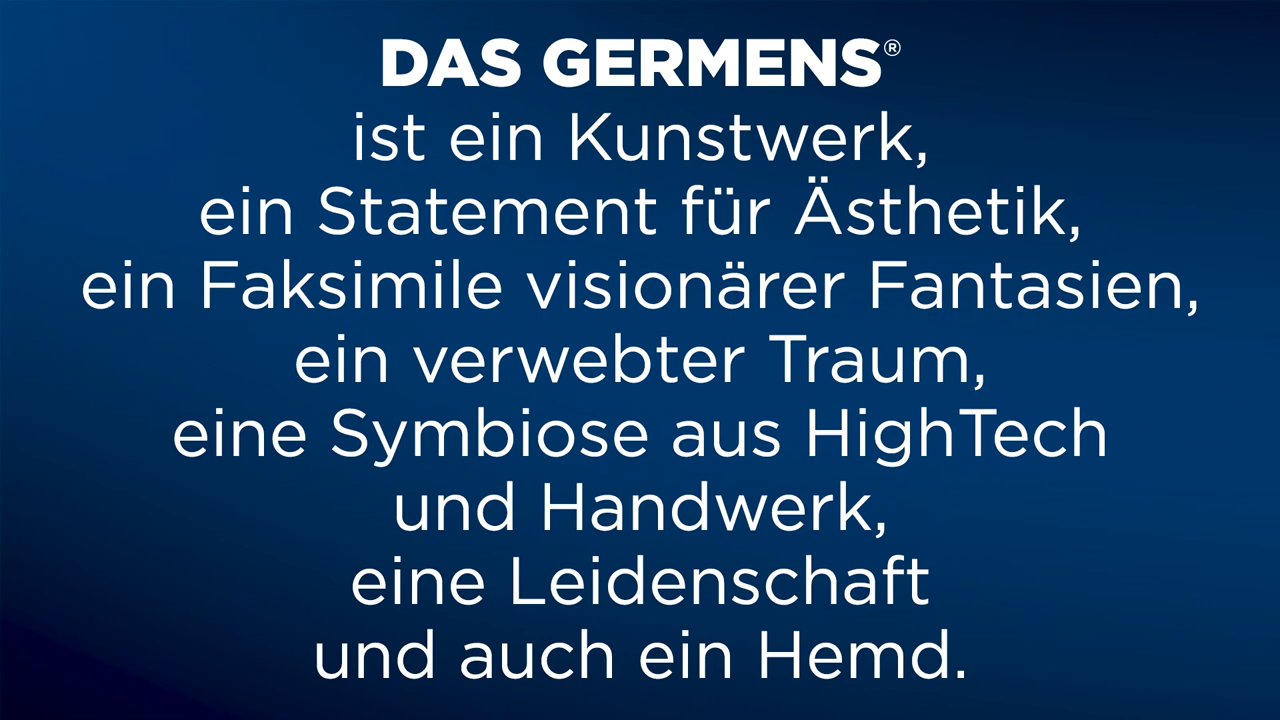 DAS GERMENS®
ist ein Kunstwerk,
ein Statement für Ästhetik,
ein Faksimile visionärer Fantasien,
ein verwebter Traum,
eine Symbiose aus HighTech
und Handwerk,
eine Leidenschaft
und auch ein Hemd.